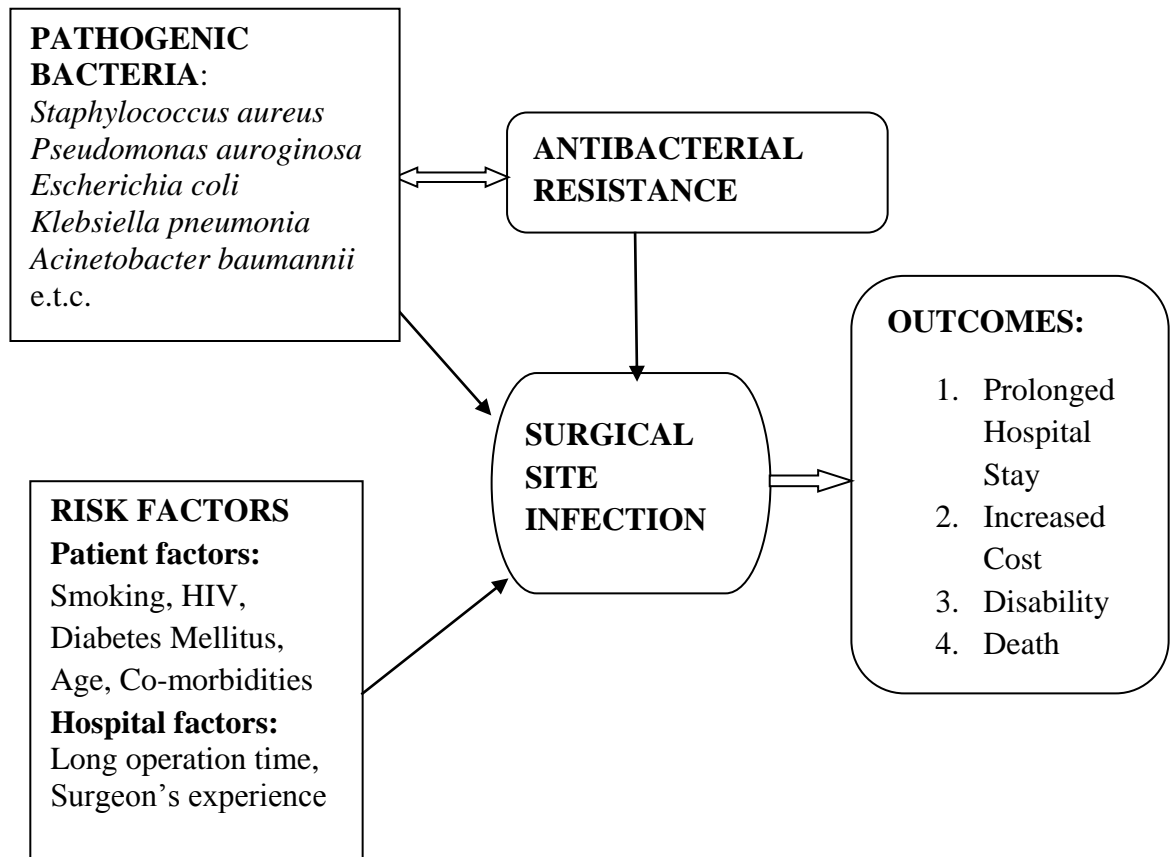 PATHOGENIC
BACTERIA:
Staphylococcus aureus
Pseudomonas auroginosa
Escherichia coli
Klebsiella pneumonia
Acinetobacter baumannii
e.t.c.
ANTIBACTERIAL
RESISTANCE
SURGICAL
SITE
INFECTION
OUTCOMES:
1. Prolonged
Hospital
Stay
2. Increased
Cost
3. Disability
4. Death
RISK FACTORS
Patient factors:
Smoking, HIV,
Diabetes Mellitus,
Age, Co-morbidities
Hospital factors:
Long operation time,
Surgeon’s experience